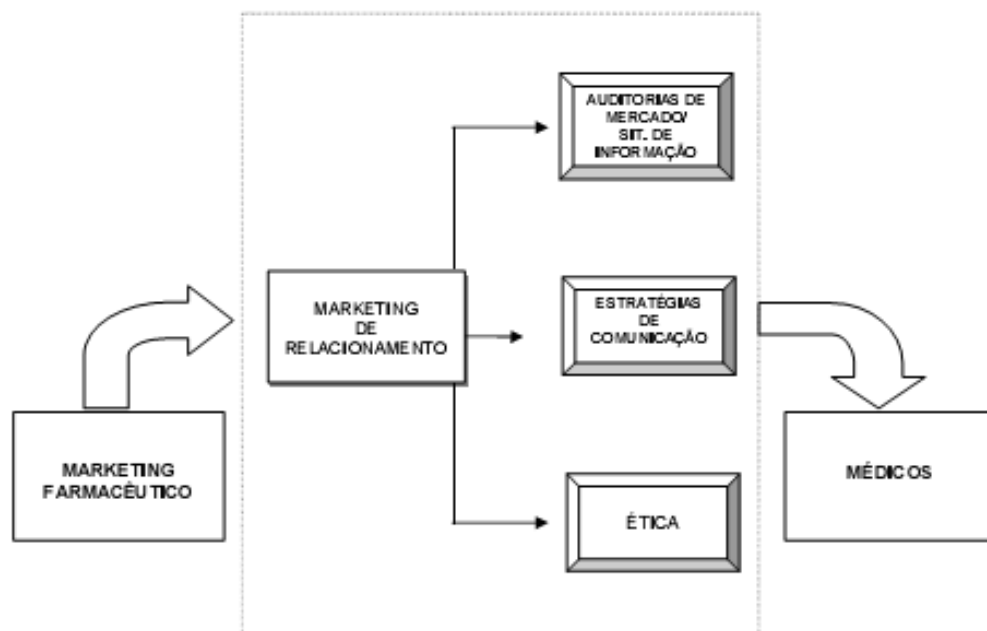 AUDITORIAS DE
MERCADO/
SIT. DE
INFORMAÇÃO
MARKETING
DE
RELACIONAMENTO
ESTRATÉGIAS
DE
COMUNICAÇÃO
MARKETING
FARMACÊUTICO
MÉDICOS
ÉTICA